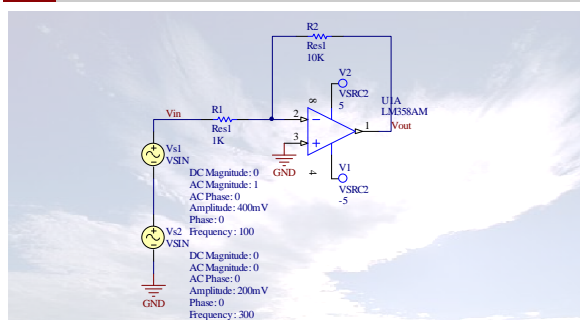 R2
Res1
10K
V2
VSRC2
5
R1
Res1
1K
Vin
2
3
8
4
1
U1A
LM358AM
Vout
GND
V1
VSRC2
-5
Vs1
VSIN
DC Magnitude: 0
AC Magnitude: 1
AC Phase: 0
Amplitude: 400mV
Phase: 0
Frequency: 100
Vs2
VSIN
DC Magnitude: 0
AC Magnitude: 0
AC Phase: 0
Amplitude: 200mV
Phase: 0
Frequency: 300
GND